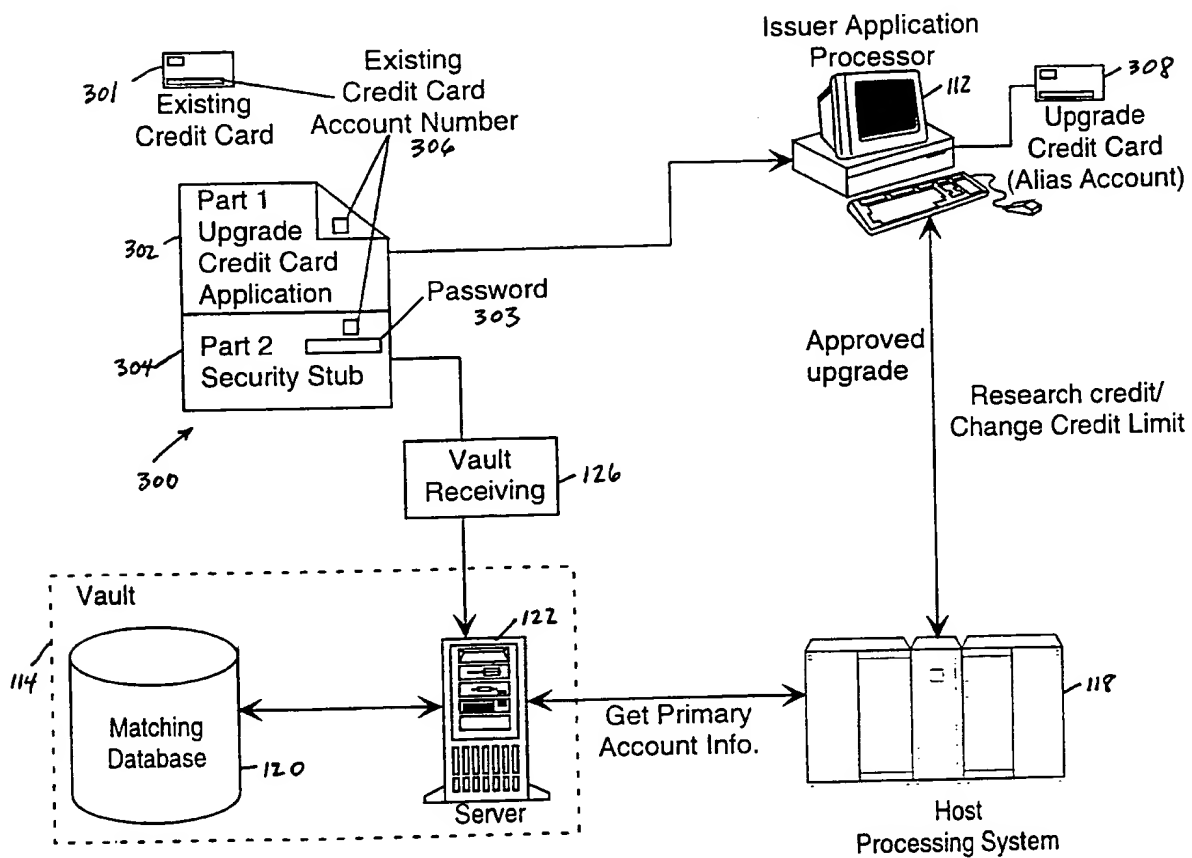 Issuer Application
Processor
112
308
Upgrade
Credit Card
(Alias Account)
301
Existing
Credit Card
Existing
Credit Card
Account Number
306
Part 1
Upgrade
Credit Card
Application
302
Password
303
Part 2
Security Stub
304
300
Approved
upgrade
Research credit/
Change Credit Limit
Vault
Receiving
126
Vault
114
Matching
Database
120
122
Server
Get Primary
Account Info.
118
Host
Processing System